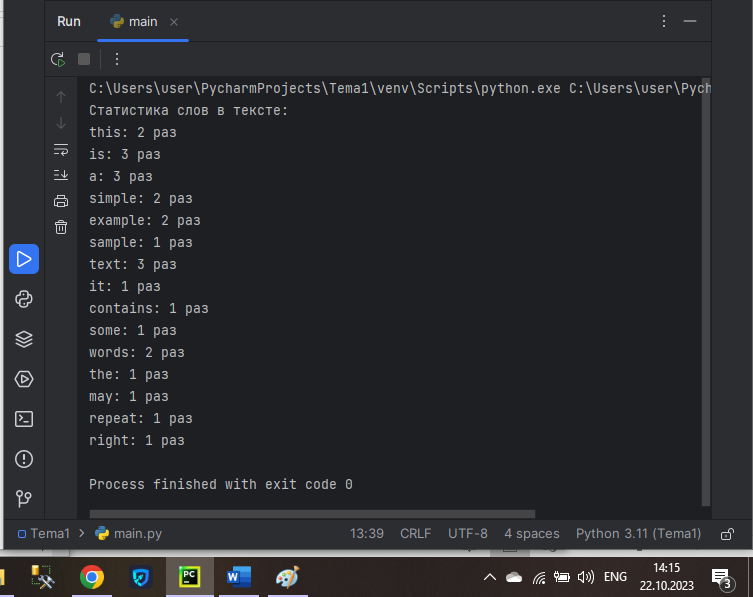 Run main
C:\Users\user\PycharmProjects\Tema1\venv\Scripts\python.exe C:\Users\user\Pych
Статистика слов в тексте:
this: 2 раз
is: 3 раз
a: 3 раз
simple: 2 раз
example: 2 раз
sample: 1 раз
text: 3 раз
it: 1 раз
contains: 1 раз
some: 1 раз
words: 2 раз
the: 1 раз
may: 1 раз
repeat: 1 раз
right: 1 раз
Process finished with exit code 0
Tema1 > main.py 13:39 CRLF UTF-8 4 spaces Python 3.11 (Tema1)
PC W ENG 14:15
22.10.2023 3